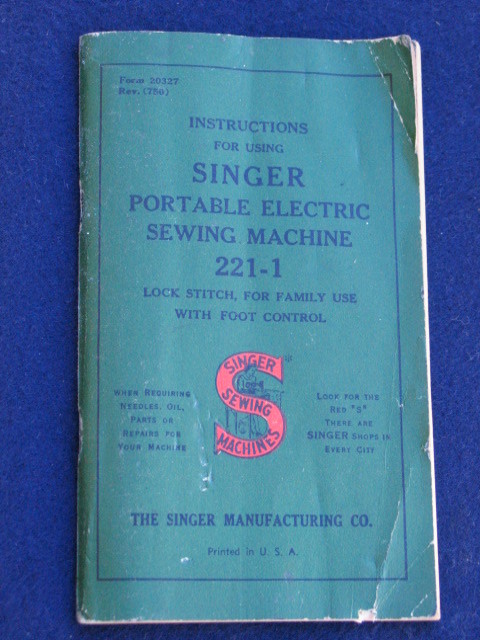 Form 20327
Rev. (750)
INSTRUCTIONS
FOR USING
SINGER
PORTABLE ELECTRIC
SEWING MACHINE
221-1
LOCK STITCH, FOR FAMILY USE
WITH FOOT CONTROL
SINGER
SEWING
MACHINES
WHEN REQUIRING
NEEDLES, OIL,
PARTS OR
REPAIRS FOR
YOUR MACHINE
LOOK FOR THE
RED "S"
THERE ARE
SINGER SHOPS IN
EVERY CITY
THE SINGER MANUFACTURING CO.
Printed in U. S. A.